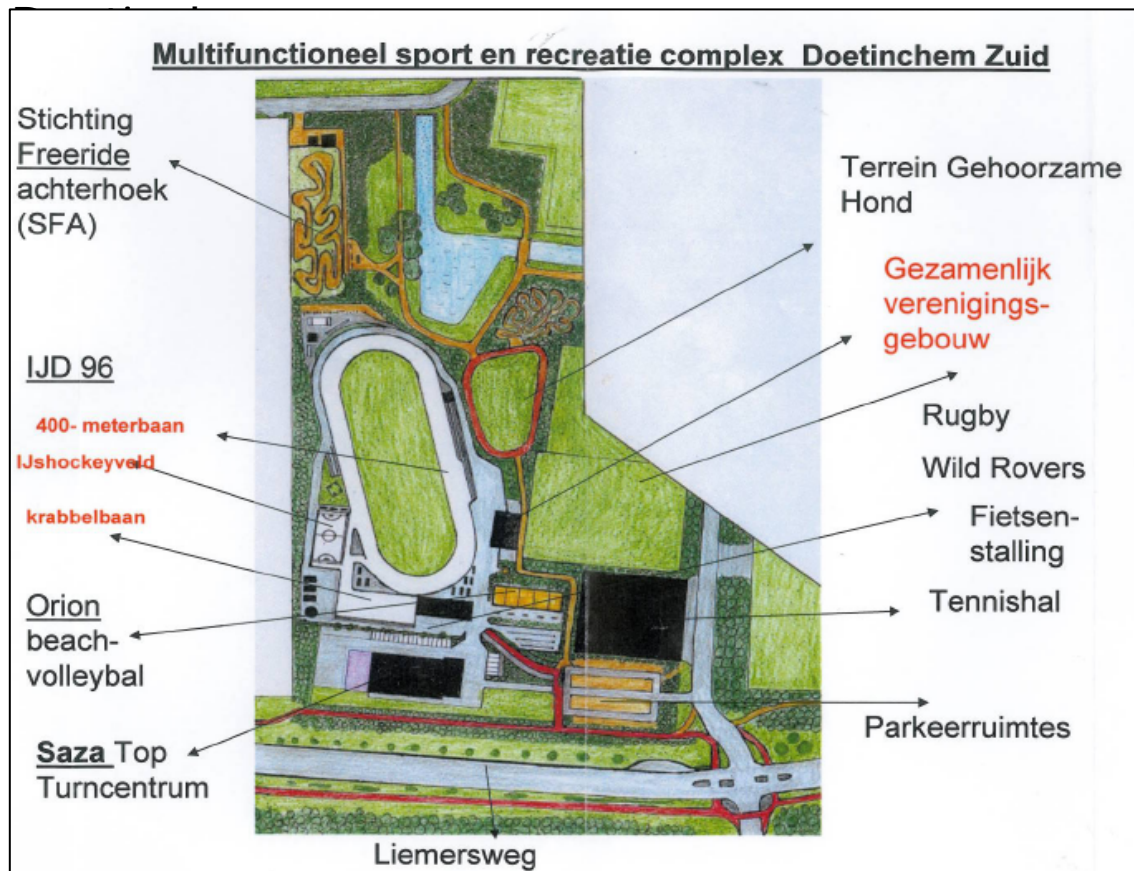 Multifunctioneel sport en recreatie complex Doetinchem Zuid
Stichting
Freeride
achterhoek
(SFA)
IJD 96
400- meterbaan
IJshockeyveld
krabbelbaan
Orion
beach-
volleybal
Saza Top
Turncentrum
Terrein Gehoorzame
Hond
Gezamenlijk
verenigings-
gebouw
Rugby
Wild Rovers
Fietsen-
stalling
Tennishal
Parkeerruimtes
Liemersweg